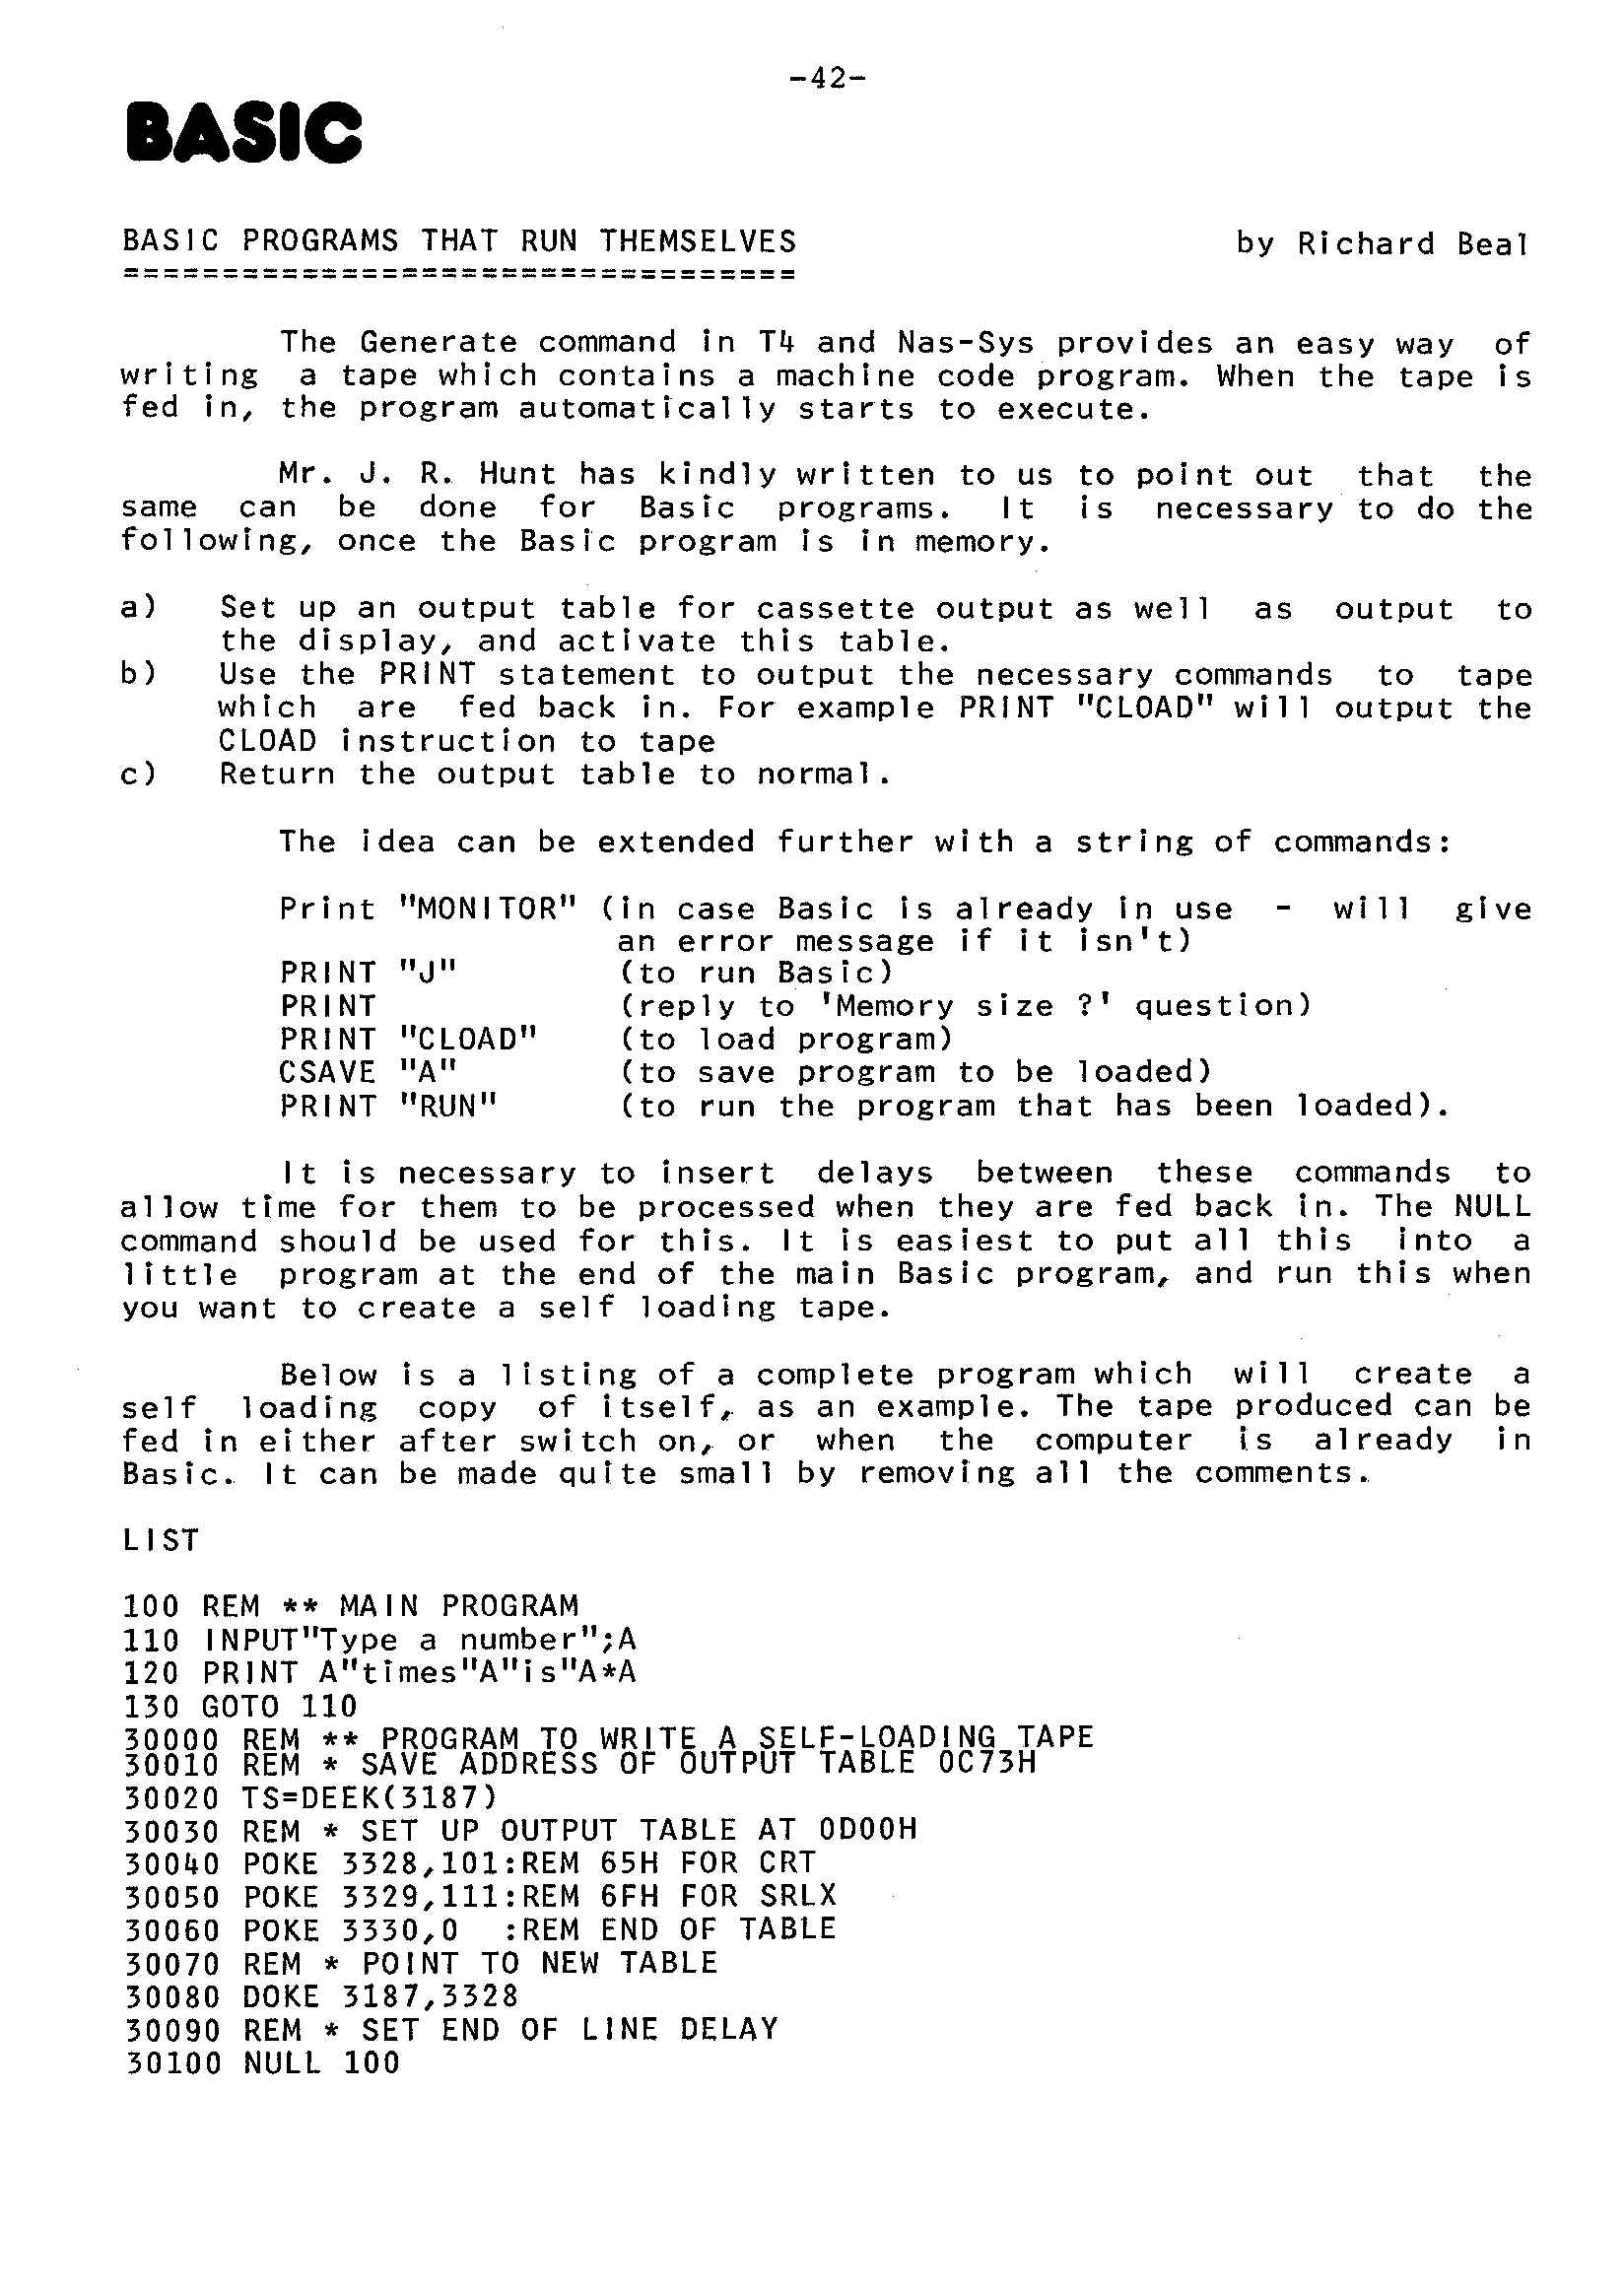 -42-
BASIC
BASIC PROGRAMS THAT RUN THEMSELVES by Richard Beal
==================================
The Generate command in T4 and Nas-Sys provides an easy way of
writing a tape which contains a machine code program. When the tape is
fed in, the program automatically starts to execute.
Mr. J. R. Hunt has kindly written to us to point out that the
same can be done for Basic programs. It is necessary to do the
following, once the Basic program is in memory.
a) Set up an output table for cassette output as well as output to
the display, and activate this table.
b) Use the PRINT statement to output the necessary commands to tape
which are fed back in. For example PRINT "CLOAD" will output the
CLOAD instruction to tape
c) Return the output table to normal.
The idea can be extended further with a string of commands:
Print "MONITOR" (in case Basic is already in use - will give
an error message if it isn't)
PRINT "J" (to run Basic)
PRINT (reply to 'Memory size ?' question)
PRINT "CLOAD" (to load program)
CSAVE "A" (to save program to be loaded)
PRINT "RUN" (to run the program that has been loaded).
It is necessary to insert delays between these commands to
allow time for them to be processed when they are fed back in. The NULL
command should be used for this. It is easiest to put all this into a
little program at the end of the main Basic program, and run this when
you want to create a self loading tape.
Below is a listing of a complete program which will create a
self loading copy of itself, as an example. The tape produced can be
fed in either after switch on, or when the computer is already in
Basic. It can be made quite small by removing all the comments.
LIST
100 REM ** MAIN PROGRAM
110 INPUT"Type a number";A
120 PRINT A"times"A"is"A*A
130 GOTO 110
30000 REM ** PROGRAM TO WRITE A SELF-LOADING TAPE
30010 REM * SAVE ADDRESS OF OUTPUT TABLE 0C73H
30020 TS=DEEK(3187)
30030 REM * SET UP OUTPUT TABLE AT 0D00H
30040 POKE 3328,101:REM 65H FOR CRT
30050 POKE 3329,111:REM 6FH FOR SRLX
30060 POKE 3330,0  :REM END OF TABLE
30070 REM * POINT TO NEW TABLE
30080 DOKE 3187,3328
30090 REM * SET END OF LINE DELAY
30100 NULL 100